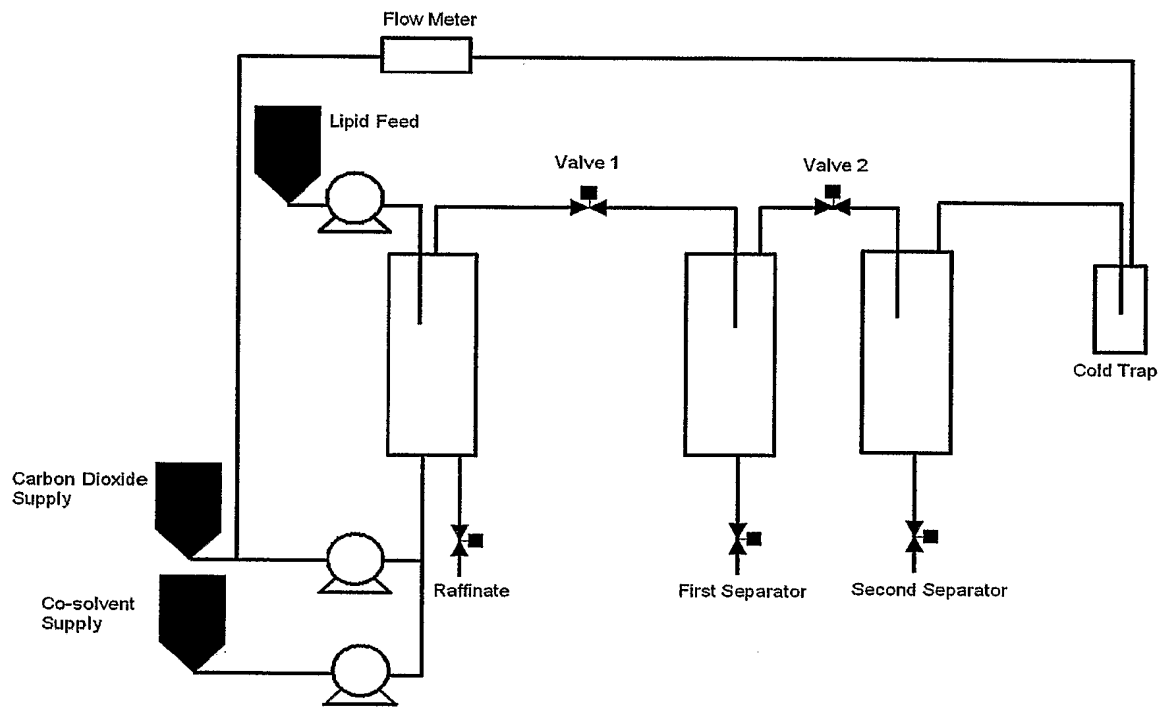 Flow Meter
Lipid Feed
Valve 1
Valve 2
Cold Trap
Carbon Dioxide
Supply
Raffinate
First Separator
Second Separator
Co-solvent
Supply